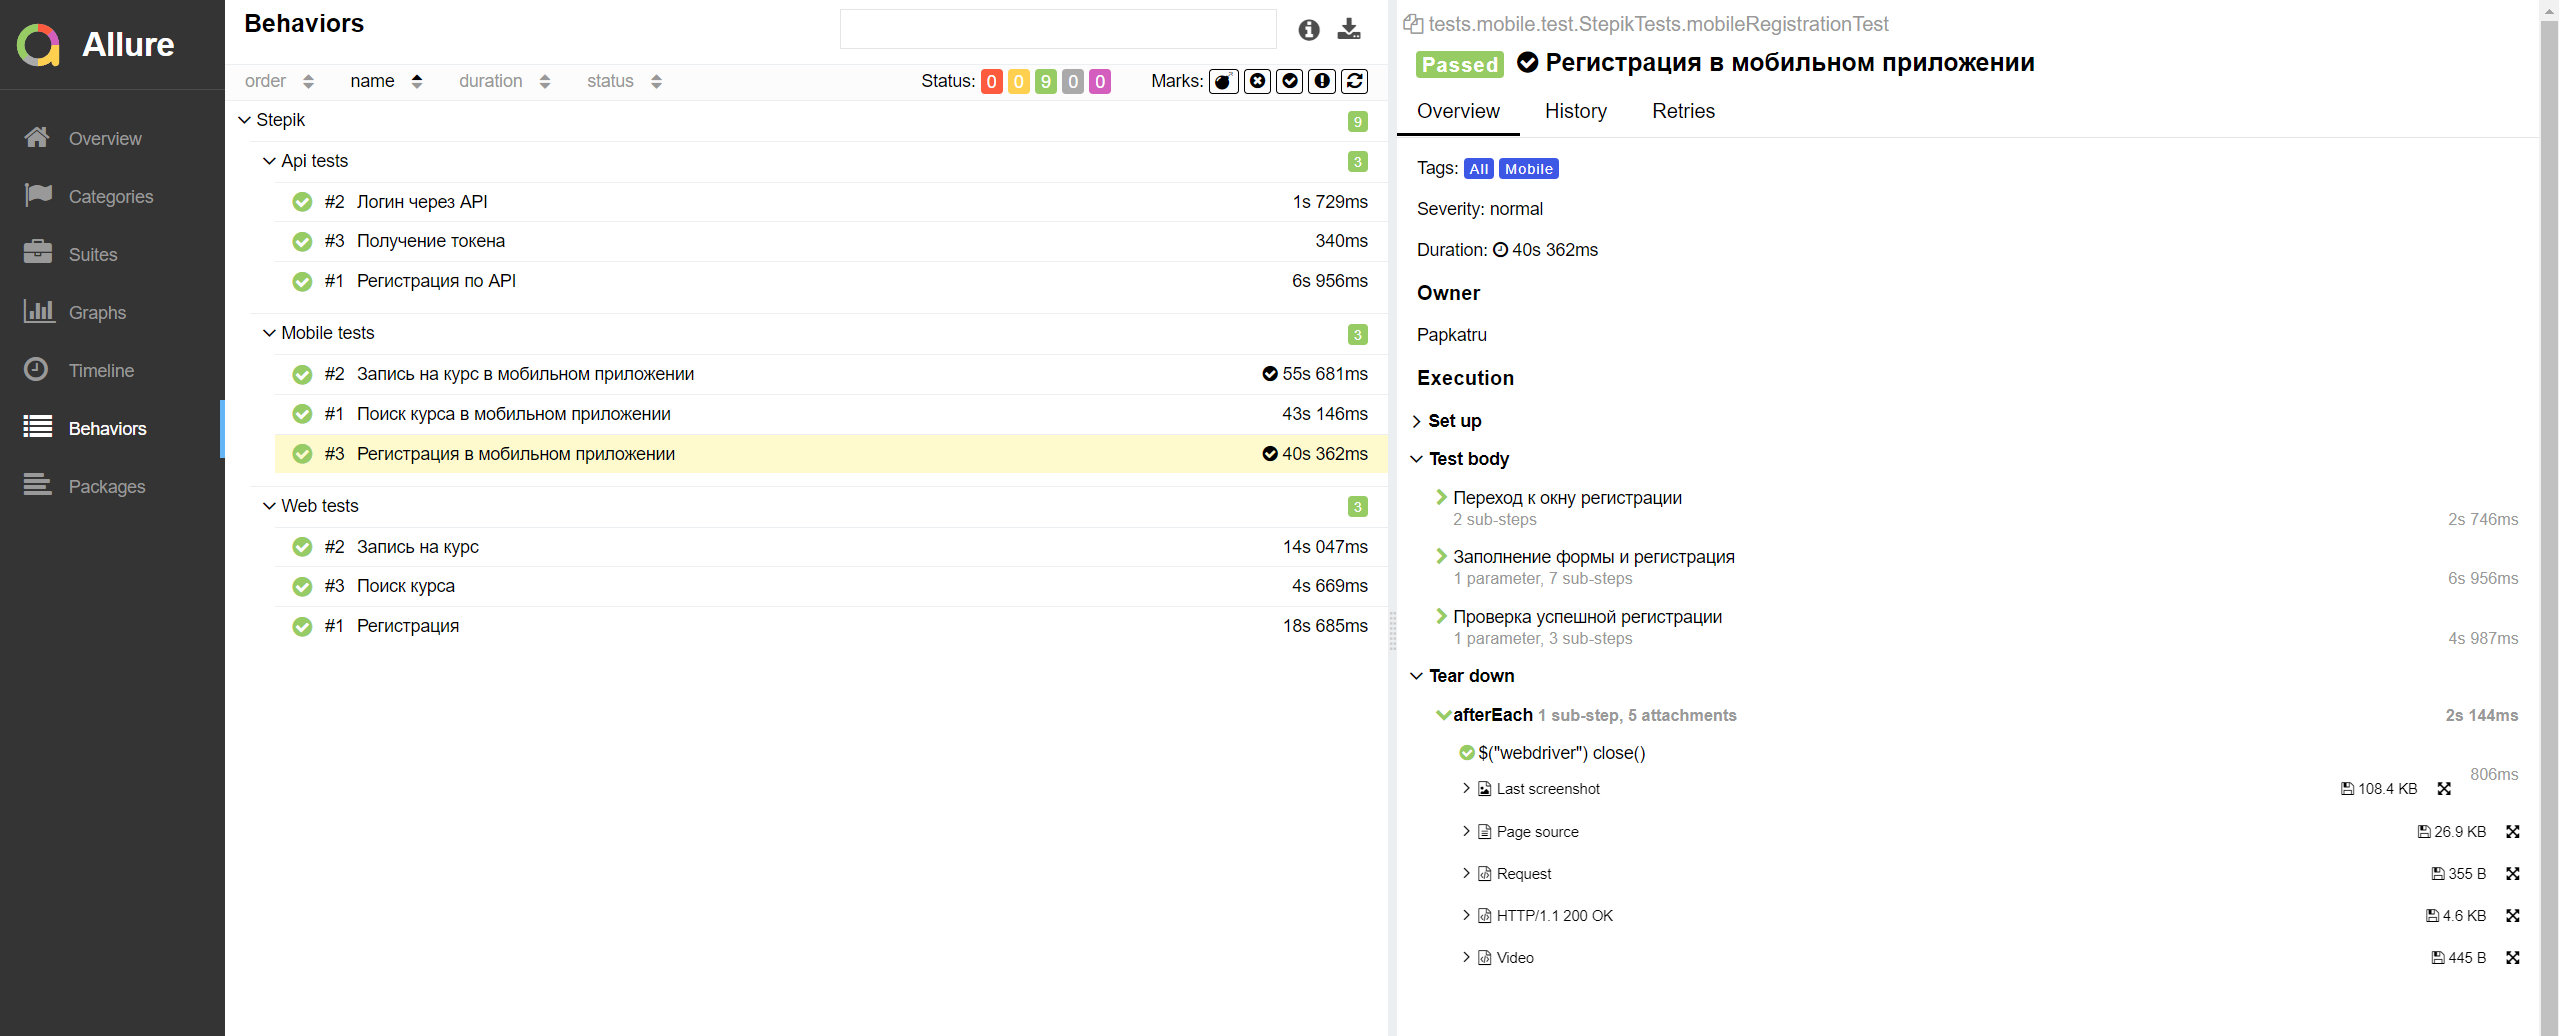 Allure
Overview
Categories
Suites
Graphs
Timeline
Behaviors
Packages
Behaviors
order name duration status Status: 0 0 9 0 0 Marks:
Stepik 9
Api tests 3
#2 Логин через API 1s 729ms
#3 Получение токена 340ms
#1 Регистрация по API 6s 956ms
Mobile tests 3
#2 Запись на курс в мобильном приложении 55s 681ms
#1 Поиск курса в мобильном приложении 43s 146ms
#3 Регистрация в мобильном приложении 40s 362ms
Web tests 3
#2 Запись на курс 14s 047ms
#3 Поиск курса 4s 669ms
#1 Регистрация 18s 685ms
tests.mobile.test.StepikTests.mobileRegistrationTest
Passed Регистрация в мобильном приложении
Overview History Retries
Tags: All Mobile
Severity: normal
Duration: 40s 362ms
Owner
Papkatru
Execution
Set up
Test body
Переход к окну регистрации
2 sub-steps 2s 746ms
Заполнение формы и регистрация
1 parameter, 7 sub-steps 6s 956ms
Проверка успешной регистрации
1 parameter, 3 sub-steps 4s 987ms
Tear down
afterEach 1 sub-step, 5 attachments 2s 144ms
$("webdriver") close()
806ms
Last screenshot 108.4 KB
Page source 26.9 KB
Request 355 B
HTTP/1.1 200 OK 4.6 KB
Video 445 B